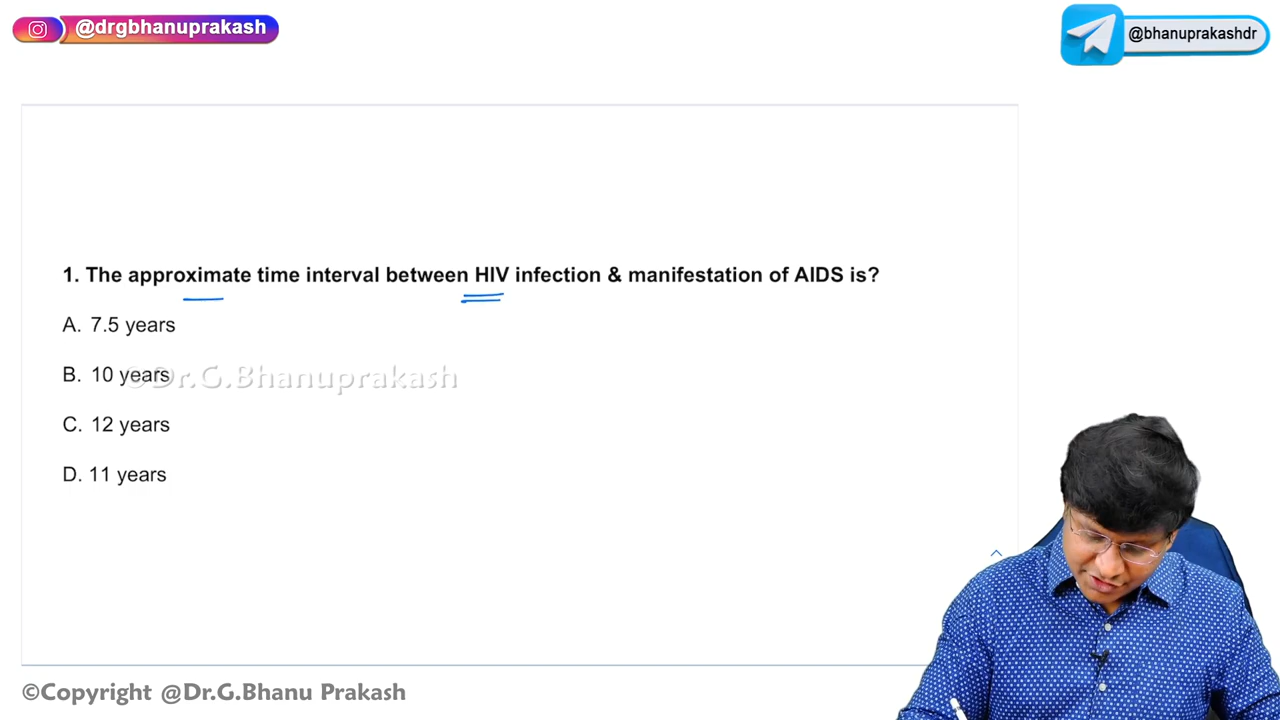 @drgbhanuprakash
@bhanuprakashdr
1. The approximate time interval between HIV infection & manifestation of AIDS is?
A. 7.5 years
B. 10 years
©Dr.G.Bhanuprakash
C. 12 years
D. 11 years
©Copyright @Dr.G.Bhanu Prakash